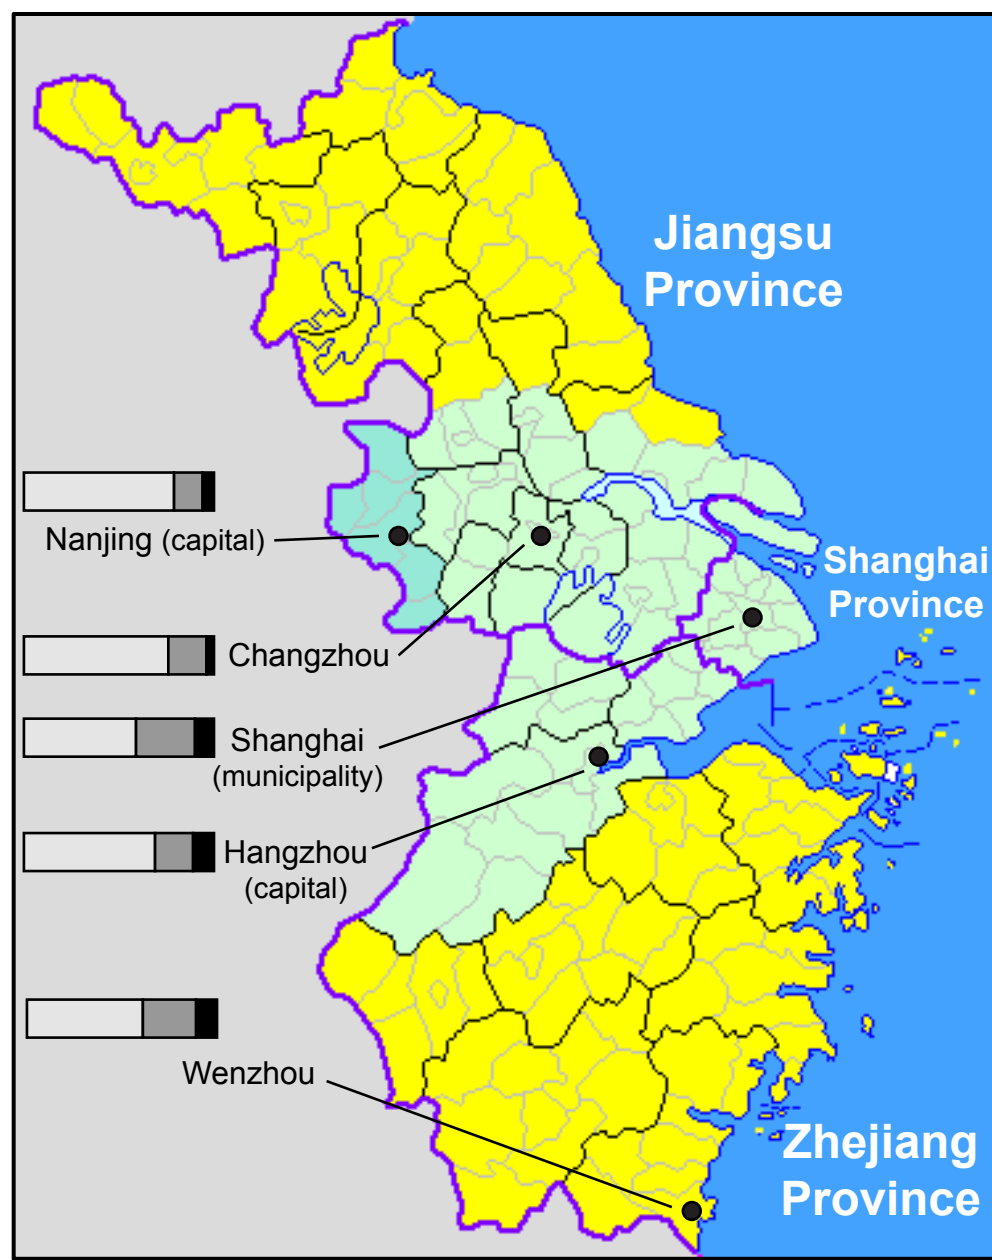 Jiangsu
Province
Nanjing (capital)
Shanghai
Province
Changzhou
Shanghai
(municipality)
Hangzhou
(capital)
Wenzhou
Zhejiang
Province